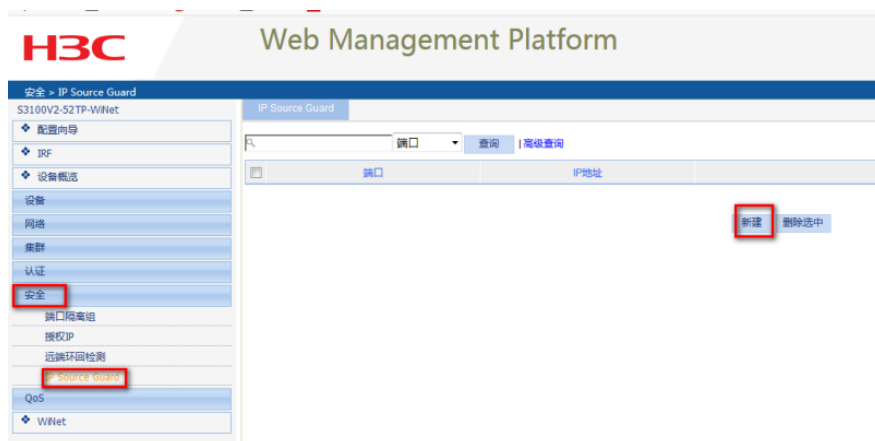 H3C
Web Management Platform
安全 > IP Source Guard
S3100V2-52TP-WiNet
IP Source Guard
配置向导
IRF
设备概览
设备
网络
集群
认证
安全
端口隔离组
授权IP
远端环回检测
IP Source Guard
QoS
WiNet
端口 查询 | 高级查询
端口 IP地址
新建 删除选中